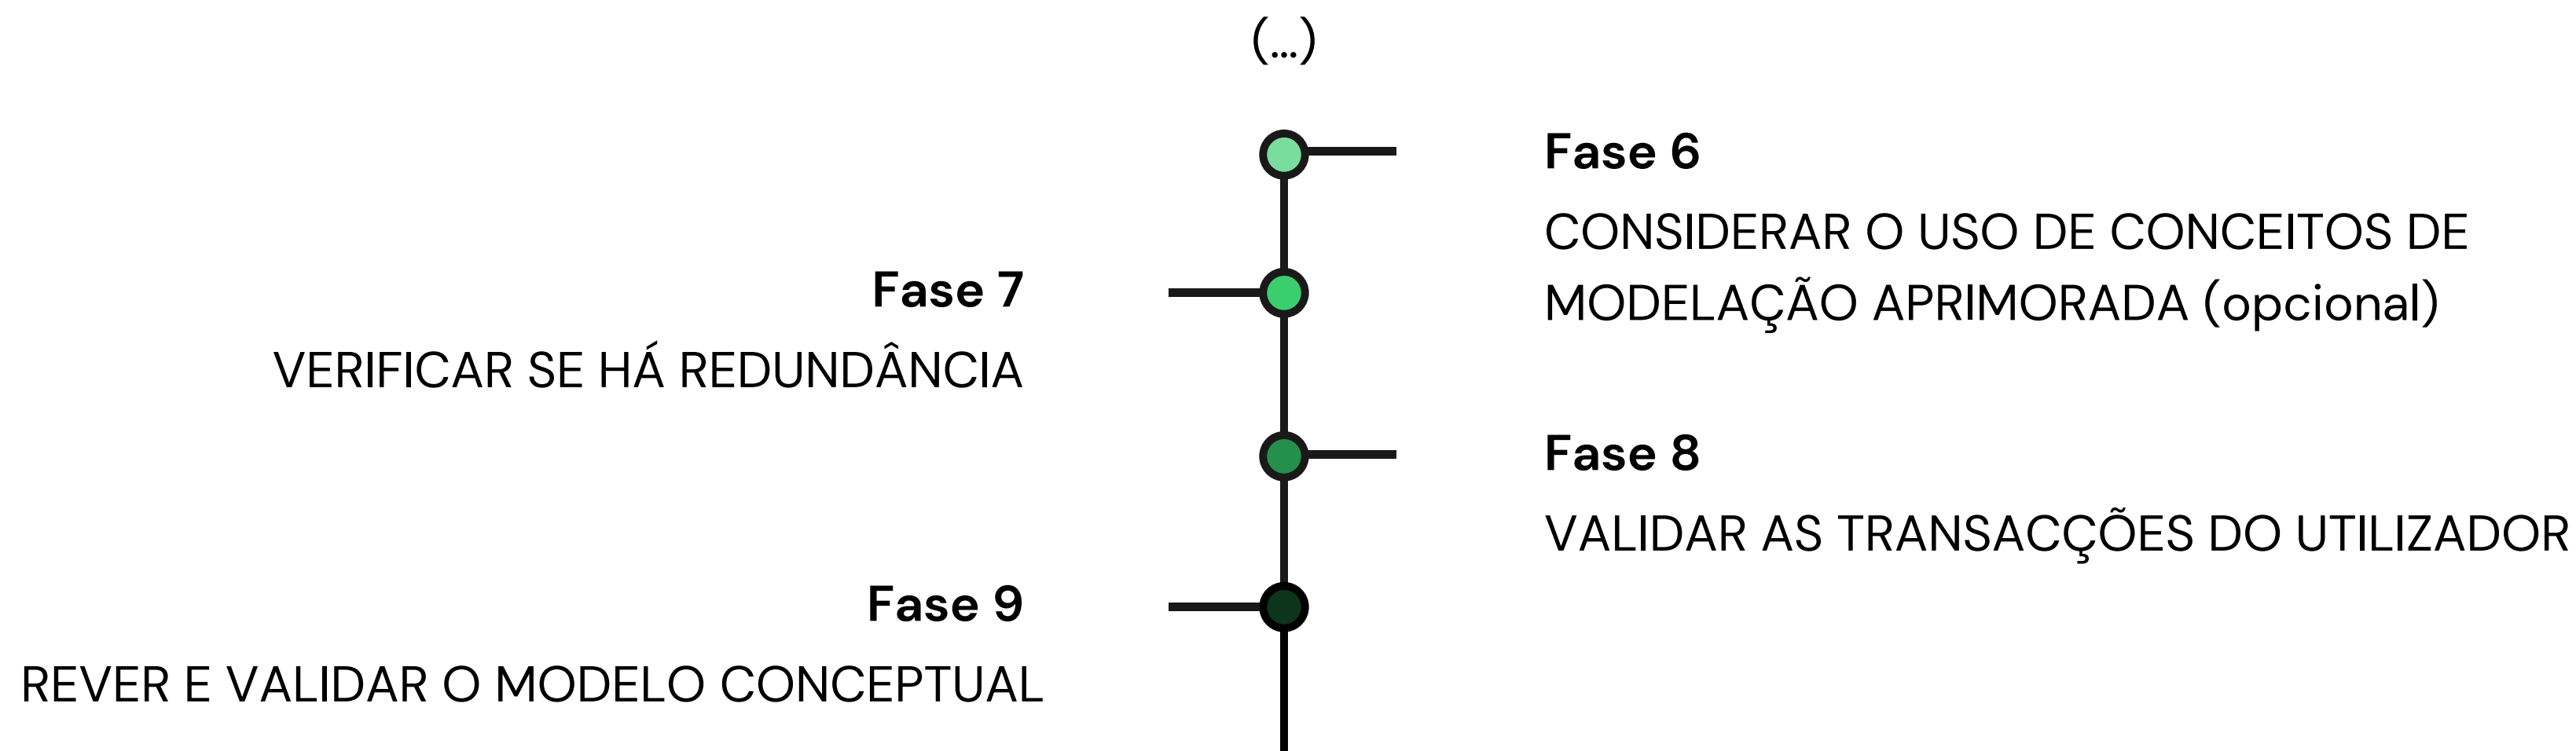 (...)
Fase 6
CONSIDERAR O USO DE CONCEITOS DE
MODELAÇÃO APRIMORADA (opcional)
Fase 7
VERIFICAR SE HÁ REDUNDÂNCIA
Fase 8
VALIDAR AS TRANSACÇÕES DO UTILIZADOR
Fase 9
REVER E VALIDAR O MODELO CONCEPTUAL